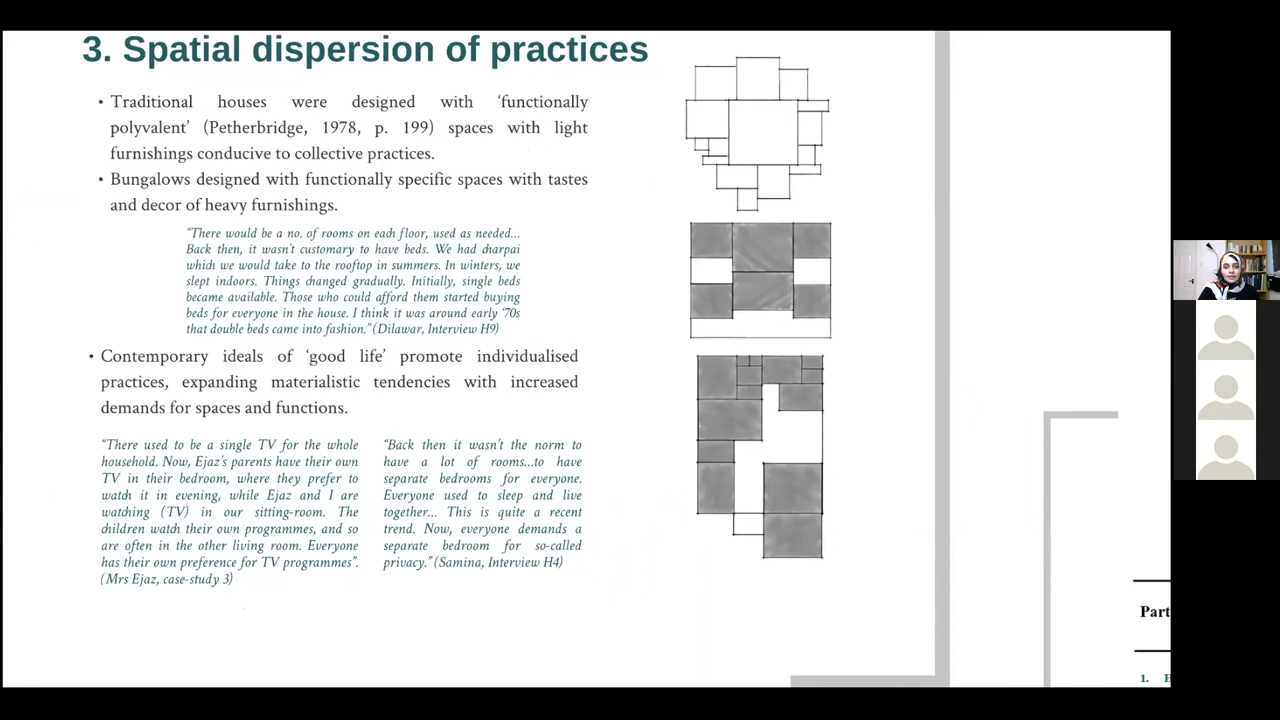 3. Spatial dispersion of practices
• Traditional houses were designed with ‘functionally
polyvalent’ (Petherbridge, 1978, p. 199) spaces with light
furnishings conducive to collective practices.
• Bungalows designed with functionally specific spaces with tastes
and decor of heavy furnishings.
“There would be a no. of rooms on each floor, used as needed...
Back then, it wasn’t customary to have beds. We had charpai
which we would take to the rooftop in summers. In winters, we
slept indoors. Things changed gradually. Initially, single beds
became available. Those who could afford them started buying
beds for everyone in the house. I think it was around early ’70s
that double beds came into fashion.” (Dilawar, Interview H9)
• Contemporary ideals of ‘good life’ promote individualised
practices, expanding materialistic tendencies with increased
demands for spaces and functions.
“There used to be a single TV for the whole
household. Now, Ejaz’s parents have their own
TV in their bedroom, where they prefer to
watch it in evening, while Ejaz and I are
watching (TV) in our sitting-room. The
children watch their own programmes, and so
are often in the other living room. Everyone
has their own preference for TV programmes”.
(Mrs Ejaz, case-study 3)
“Back then it wasn’t the norm to
have a lot of rooms...to have
separate bedrooms for everyone.
Everyone used to sleep and live
together... This is quite a recent
trend. Now, everyone demands a
separate bedroom for so-called
privacy.” (Samina, Interview H4)
Part
1.